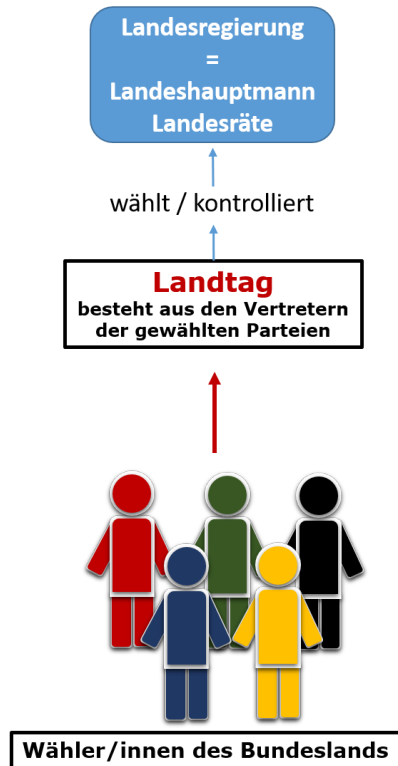 Landesregierung
=
Landeshauptmann
Landesräte
wählt / kontrolliert
Landtag
besteht aus den Vertretern
der gewählten Parteien
Wähler/innen des Bundeslands